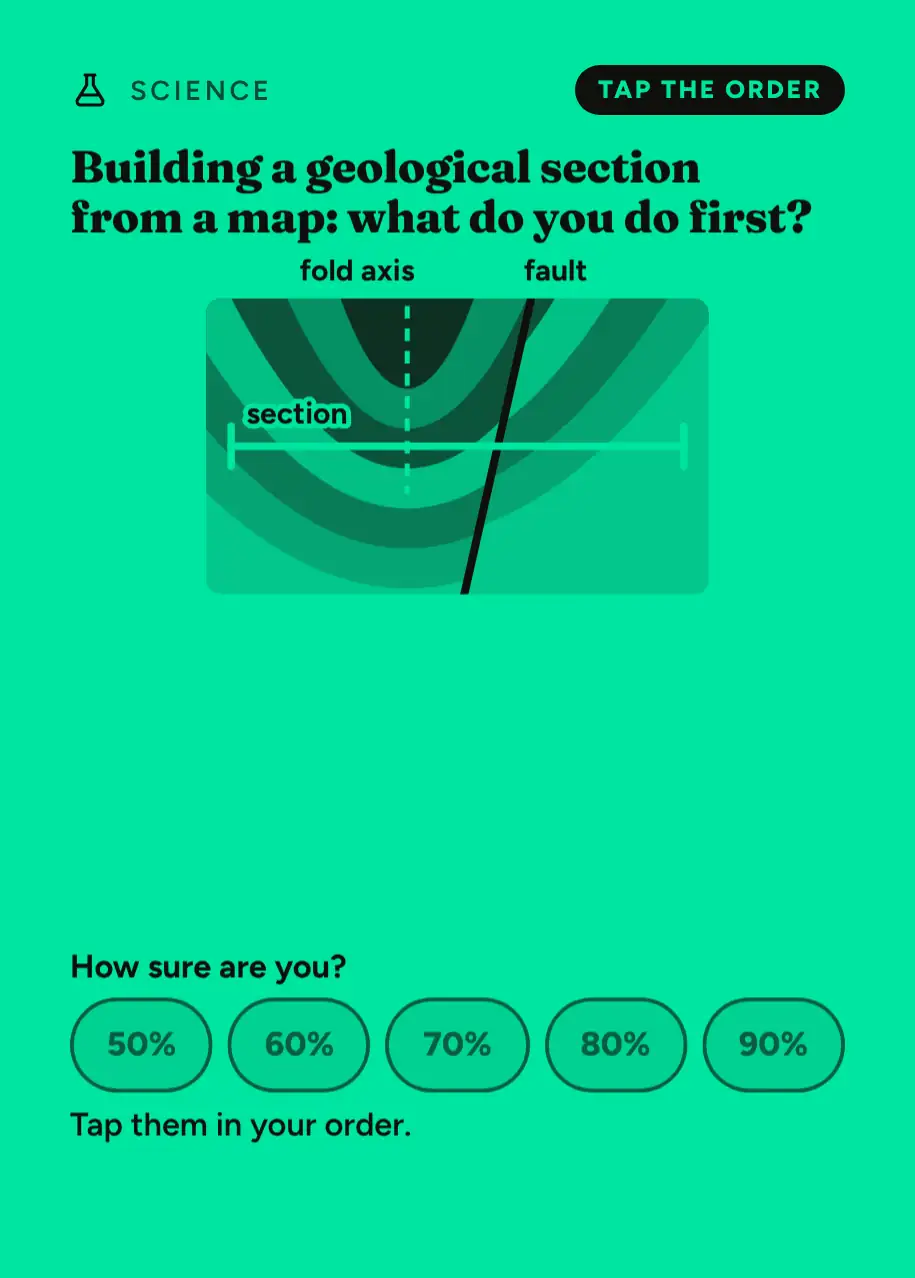 SCIENCE
TAP THE ORDER
Building a geological section
from a map: what do you do first?
fold axis
fault
section
How sure are you?
50%
60%
70%
80%
90%
Tap them in your order.